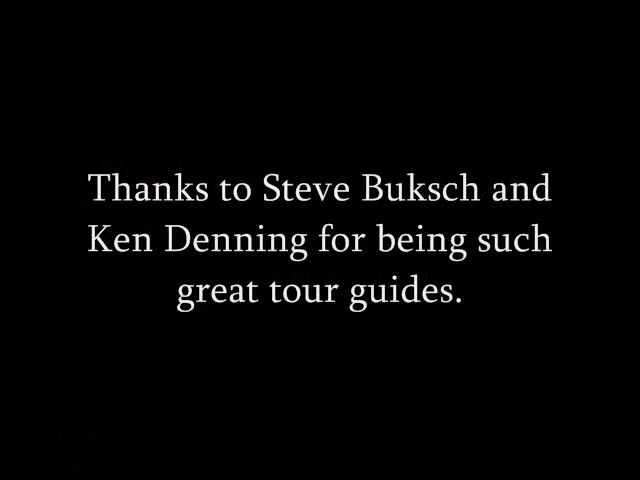 Thanks to Steve Buksch and
Ken Denning for being such
great tour guides.